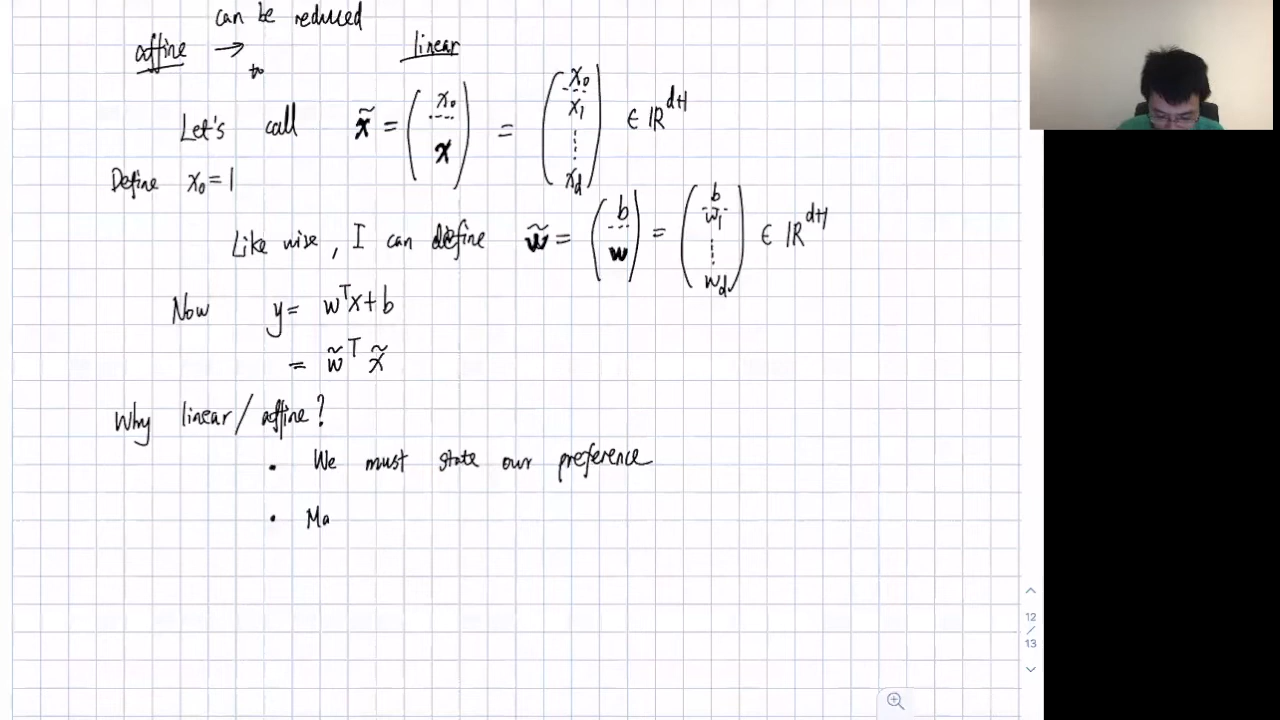 can be reduced
affine → linear
to
Let's call x̃ = (x₀ x) = (x₀ x₁ ⋮ x_d) ∈ ℝ^{d+1}
Define x₀ = 1
Like wise, I can define w̃ = (b w) = (b w₁ ⋮ w_d) ∈ ℝ^{d+1}
Now y = wᵀx + b
= w̃ᵀ x̃
Why linear / affine?
• We must state our preference
• Ma
12
/
13